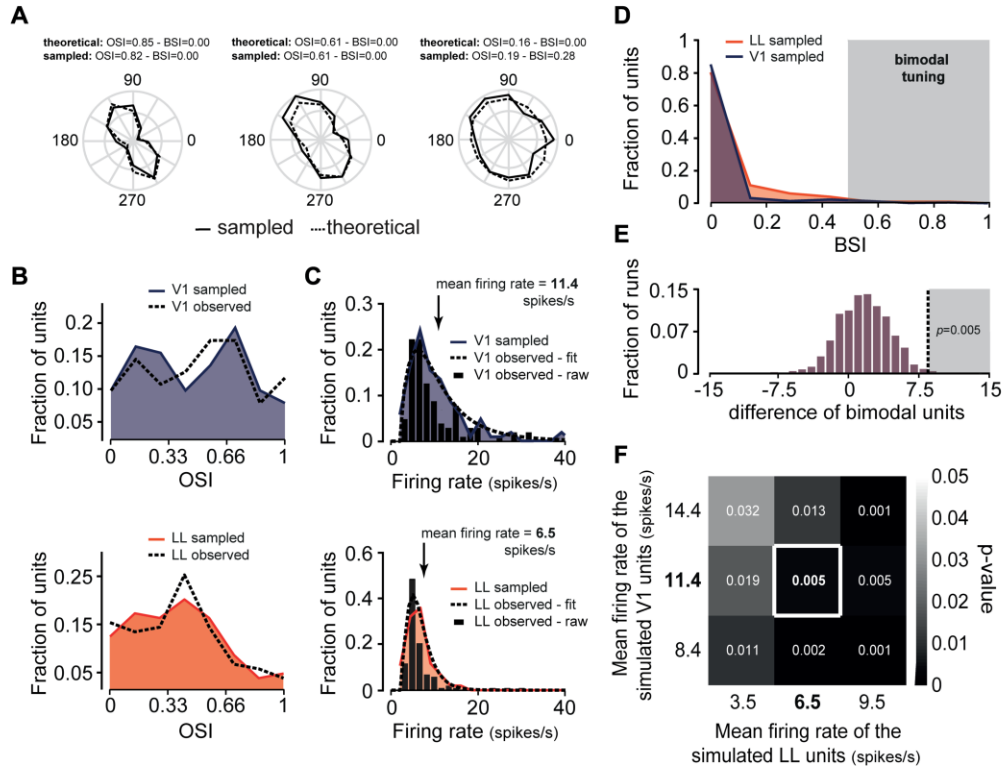 A
theoretical: OSI=0.85 - BSI=0.00
sampled: OSI=0.82 - BSI=0.00
90
180
0
270
theoretical: OSI=0.61 - BSI=0.00
sampled: OSI=0.61 - BSI=0.00
90
180
0
270
theoretical: OSI=0.16 - BSI=0.00
sampled: OSI=0.19 - BSI=0.28
90
180
0
270
sampled
theoretical
B
V1 sampled
V1 observed
Fraction of units
0.2
0.15
0.10
0.05
0
0.33
0.66
1
OSI
LL sampled
LL observed
Fraction of units
0.25
0.15
0.05
0
0.33
0.66
1
OSI
C
mean firing rate = 11.4
spikes/s
V1 sampled
V1 observed - fit
V1 observed - raw
Fraction of units
0.3
0.2
0.1
0
0
20
40
Firing rate (spikes/s)
mean firing rate = 6.5
spikes/s
LL sampled
LL observed - fit
LL observed - raw
Fraction of units
0.6
0.4
0.2
0
0
20
40
Firing rate (spikes/s)
D
LL sampled
V1 sampled
bimodal
tuning
Fraction of units
1
0.8
0.6
0.4
0.2
0
0
0.2
0.4
0.6
0.8
1
BSI
E
Fraction of runs
0.15
0.07
0
p=0.005
-15
-7.5
0
7.5
15
difference of bimodal units
F
Mean firing rate of the
simulated V1 units (spikes/s)
14.4
0.032
0.013
0.001
11.4
0.019
0.005
0.005
8.4
0.011
0.002
0.001
3.5
6.5
9.5
Mean firing rate of the
simulated LL units (spikes/s)
0.05
0.04
0.03
0.02
0.01
0
p-value